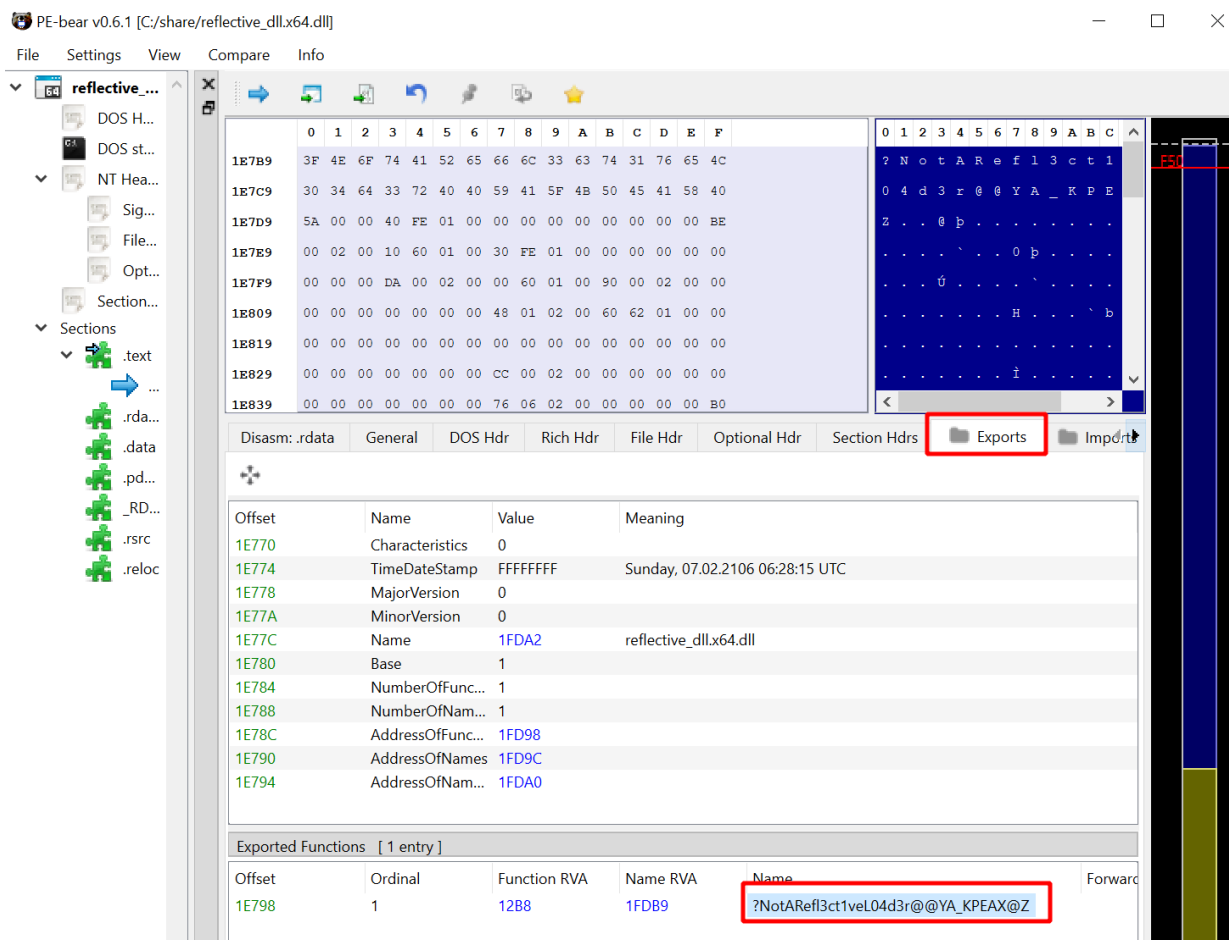 PE-bear v0.6.1 [C:/share/reflective_dll.x64.dll]
File Settings View Compare Info
reflective_...
DOS H...
DOS st...
NT Hea...
Sig...
File...
Opt...
Section...
Sections
.text
...
.rda...
.data
.pd...
_RD...
.rsrc
.reloc
0 1 2 3 4 5 6 7 8 9 A B C D E F
1E7B9 3F 4E 6F 74 41 52 65 66 6C 33 63 74 31 76 65 4C
1E7C9 30 34 64 33 72 40 40 59 41 5F 4B 50 45 41 58 40
1E7D9 5A 00 00 40 FE 01 00 00 00 00 00 00 00 00 00 BE
1E7E9 00 02 00 10 60 01 00 30 FE 01 00 00 00 00 00 00
1E7F9 00 00 00 DA 00 02 00 00 60 01 00 90 00 02 00 00
1E809 00 00 00 00 00 00 48 01 02 00 60 62 01 00 00 00
1E819 00 00 00 00 00 00 00 00 00 00 00 00 00 00 00 00
1E829 00 00 00 00 00 00 00 CC 00 02 00 00 00 00 00 00
1E839 00 00 00 00 00 00 76 06 02 00 00 00 00 00 00 B0
0 1 2 3 4 5 6 7 8 9 A B C
? N o t A R e f l 3 c t 1
0 4 d 3 r @ @ Y A _ K P E
Z . . @ þ . . . . . . . .
. . . . ` . . 0 þ . . . .
. . . Ú . . . . ` . . . .
. . . . . . . H . . . ` b
. . . . . . . . . . . . .
. . . . . . . Ì . . . . .
Disasm: .rdata General DOS Hdr Rich Hdr File Hdr Optional Hdr Section Hdrs Exports Imports
Offset Name Value Meaning
1E770 Characteristics 0
1E774 TimeDateStamp FFFFFFFF Sunday, 07.02.2106 06:28:15 UTC
1E778 MajorVersion 0
1E77A MinorVersion 0
1E77C Name 1FDA2 reflective_dll.x64.dll
1E780 Base 1
1E784 NumberOfFunc... 1
1E788 NumberOfNam... 1
1E78C AddressOfFunc... 1FD98
1E790 AddressOfNames 1FD9C
1E794 AddressOfNam... 1FDA0
Exported Functions [ 1 entry ]
Offset Ordinal Function RVA Name RVA Name Forward
1E798 1 12B8 1FDB9 ?NotARefl3ct1veL04d3r@@YA_KPEAX@Z